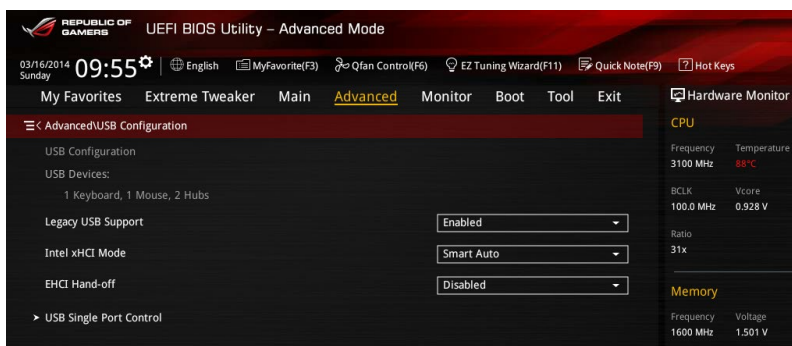 REPUBLIC OF
GAMERS
UEFI BIOS Utility – Advanced Mode
03/16/2014
Sunday
09:55
English
MyFavorite(F3)
Qfan Control(F6)
EZ Tuning Wizard(F11)
Quick Note(F9)
? Hot Keys
My Favorites
Extreme Tweaker
Main
Advanced
Monitor
Boot
Tool
Exit
Hardware Monitor
< Advanced\USB Configuration
USB Configuration
USB Devices:
1 Keyboard, 1 Mouse, 2 Hubs
Legacy USB Support Enabled
Intel xHCI Mode Smart Auto
EHCI Hand-off Disabled
> USB Single Port Control
CPU
Frequency Temperature
3100 MHz 88°C
BCLK Vcore
100.0 MHz 0.928 V
Ratio
31x
Memory
Frequency Voltage
1600 MHz 1.501 V